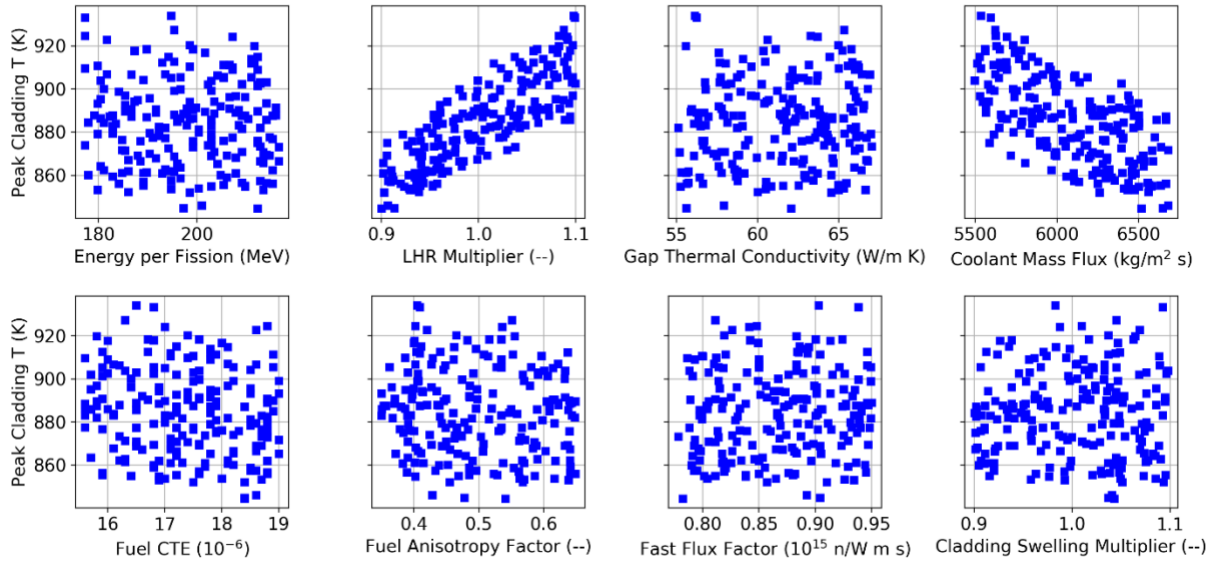 Peak Cladding T (K)
920
900
880
860
180 200
Energy per Fission (MeV)
0.9 1.0 1.1
LHR Multiplier (--)
55 60 65
Gap Thermal Conductivity (W/m K)
5500 6000 6500
Coolant Mass Flux (kg/m² s)
Peak Cladding T (K)
920
900
880
860
16 17 18 19
Fuel CTE (10⁻⁶)
0.4 0.5 0.6
Fuel Anisotropy Factor (--)
0.80 0.85 0.90 0.95
Fast Flux Factor (10¹⁵ n/W m s)
0.9 1.0 1.1
Cladding Swelling Multiplier (--)